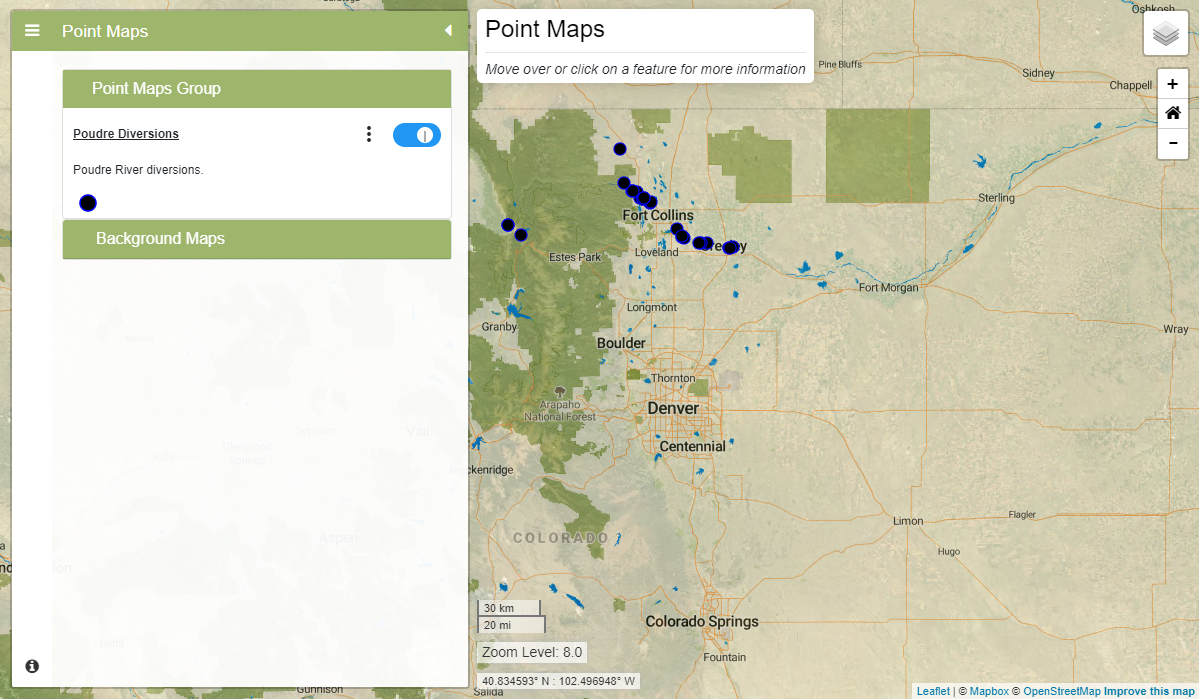 Point Maps
Point Maps Group
Poudre Diversions
Poudre River diversions.
Background Maps
Point Maps
Move over or click on a feature for more information
Oshkosh
Pine Bluffs
Sidney
Chappell
+
-
Sterling
Fort Collins
Estes Park
Loveland
Fort Morgan
Granby
Longmont
Wray
Boulder
Thornton
Arapaho
National Forest
Denver
Centennial
Vail
Aspen
ckenridge
COLORADO
Limon
Flagler
Hugo
30 km
20 mi
Colorado Springs
Zoom Level: 8.0
Fountain
40.834593° N : 102.496948° W
Salida
Gunnison
Leaflet | © Mapbox © OpenStreetMap Improve this map